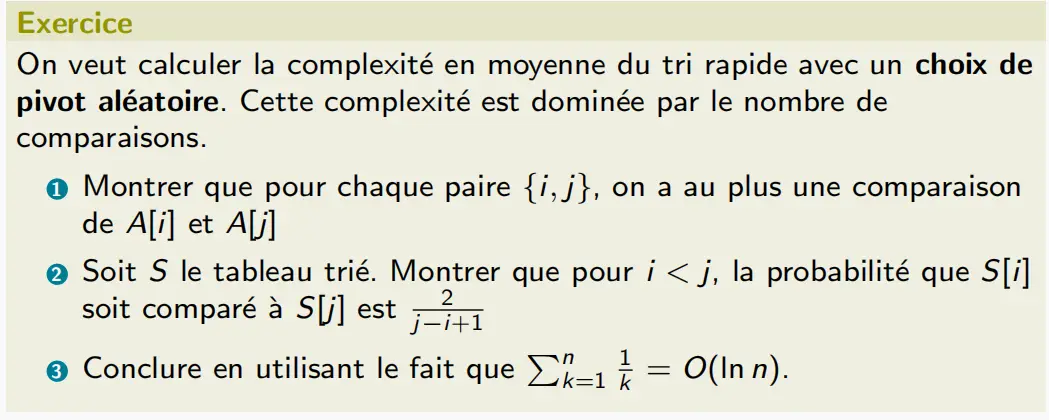 Exercice
On veut calculer la complexité en moyenne du tri rapide avec un choix de
pivot aléatoire. Cette complexité est dominée par le nombre de
comparaisons.
1 Montrer que pour chaque paire {i, j}, on a au plus une comparaison
de A[i] et A[j]
2 Soit S le tableau trié. Montrer que pour i < j, la probabilité que S[i]
soit comparé à S[j] est $\frac{2}{j-i+1}$
3 Conclure en utilisant le fait que $\sum_{k=1}^{n} \frac{1}{k} = O(\ln n)$.